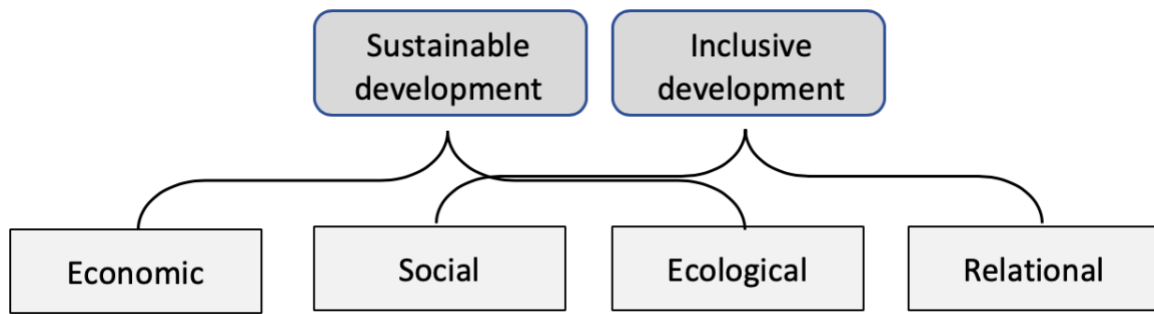 Sustainable
development
Inclusive
development
Economic
Social
Ecological
Relational